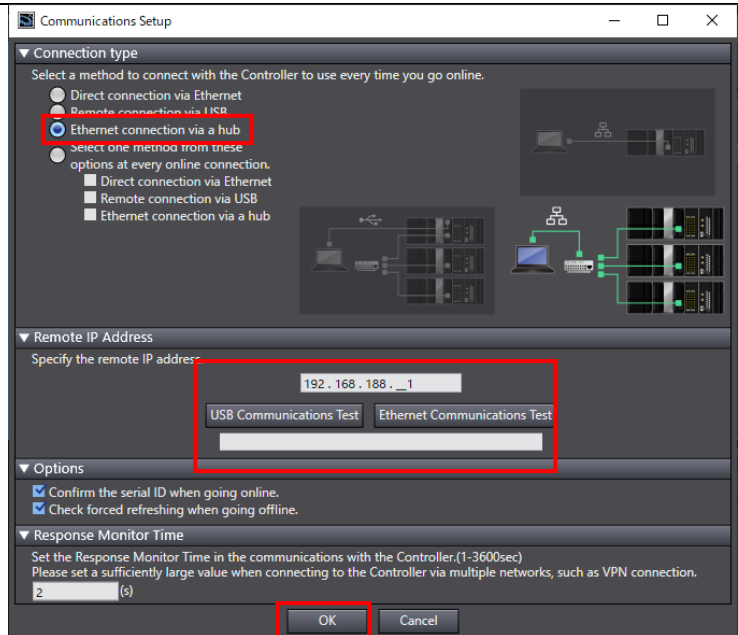 Communications Setup
▼ Connection type
Select a method to connect with the Controller to use every time you go online.
Direct connection via Ethernet
Remote connection via USB
Ethernet connection via a hub
Select one method from these
options at every online connection.
Direct connection via Ethernet
Remote connection via USB
Ethernet connection via a hub
▼ Remote IP Address
Specify the remote IP address.
192 . 168 . 188 . __1
USB Communications Test Ethernet Communications Test
▼ Options
Confirm the serial ID when going online.
Check forced refreshing when going offline.
▼ Response Monitor Time
Set the Response Monitor Time in the communications with the Controller.(1-3600sec)
Please set a sufficiently large value when connecting to the Controller via multiple networks, such as VPN connection.
2 (s)
OK Cancel